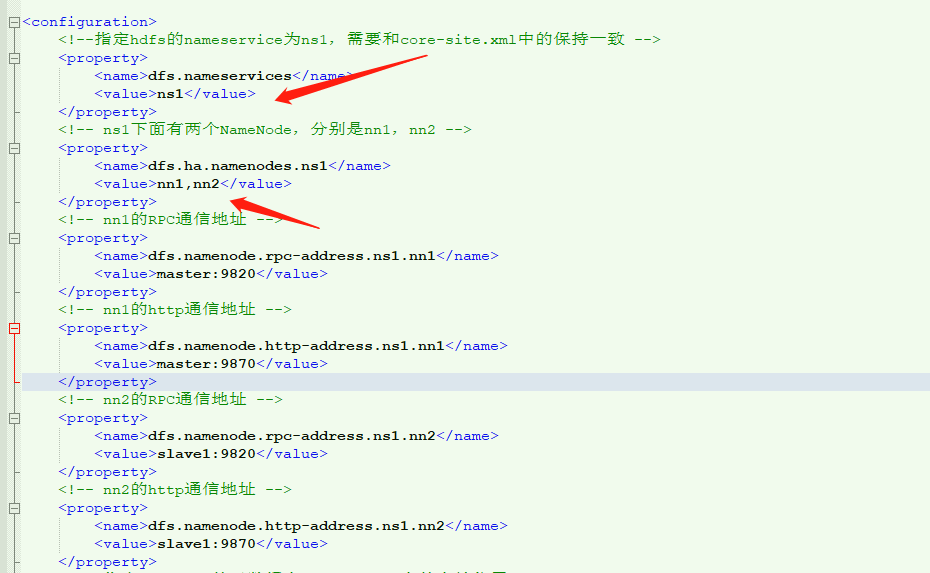 <configuration>
<!--指定hdfs的nameservice为ns1，需要和core-site.xml中的保持一致 -->
<property>
<name>dfs.nameservices</name>
<value>ns1</value>
</property>
<!-- ns1下面有两个NameNode，分别是nn1，nn2 -->
<property>
<name>dfs.ha.namenodes.ns1</name>
<value>nn1,nn2</value>
</property>
<!-- nn1的RPC通信地址 -->
<property>
<name>dfs.namenode.rpc-address.ns1.nn1</name>
<value>master:9820</value>
</property>
<!-- nn1的http通信地址 -->
<property>
<name>dfs.namenode.http-address.ns1.nn1</name>
<value>master:9870</value>
</property>
<!-- nn2的RPC通信地址 -->
<property>
<name>dfs.namenode.rpc-address.ns1.nn2</name>
<value>slave1:9820</value>
</property>
<!-- nn2的http通信地址 -->
<property>
<name>dfs.namenode.http-address.ns1.nn2</name>
<value>slave1:9870</value>
</property>